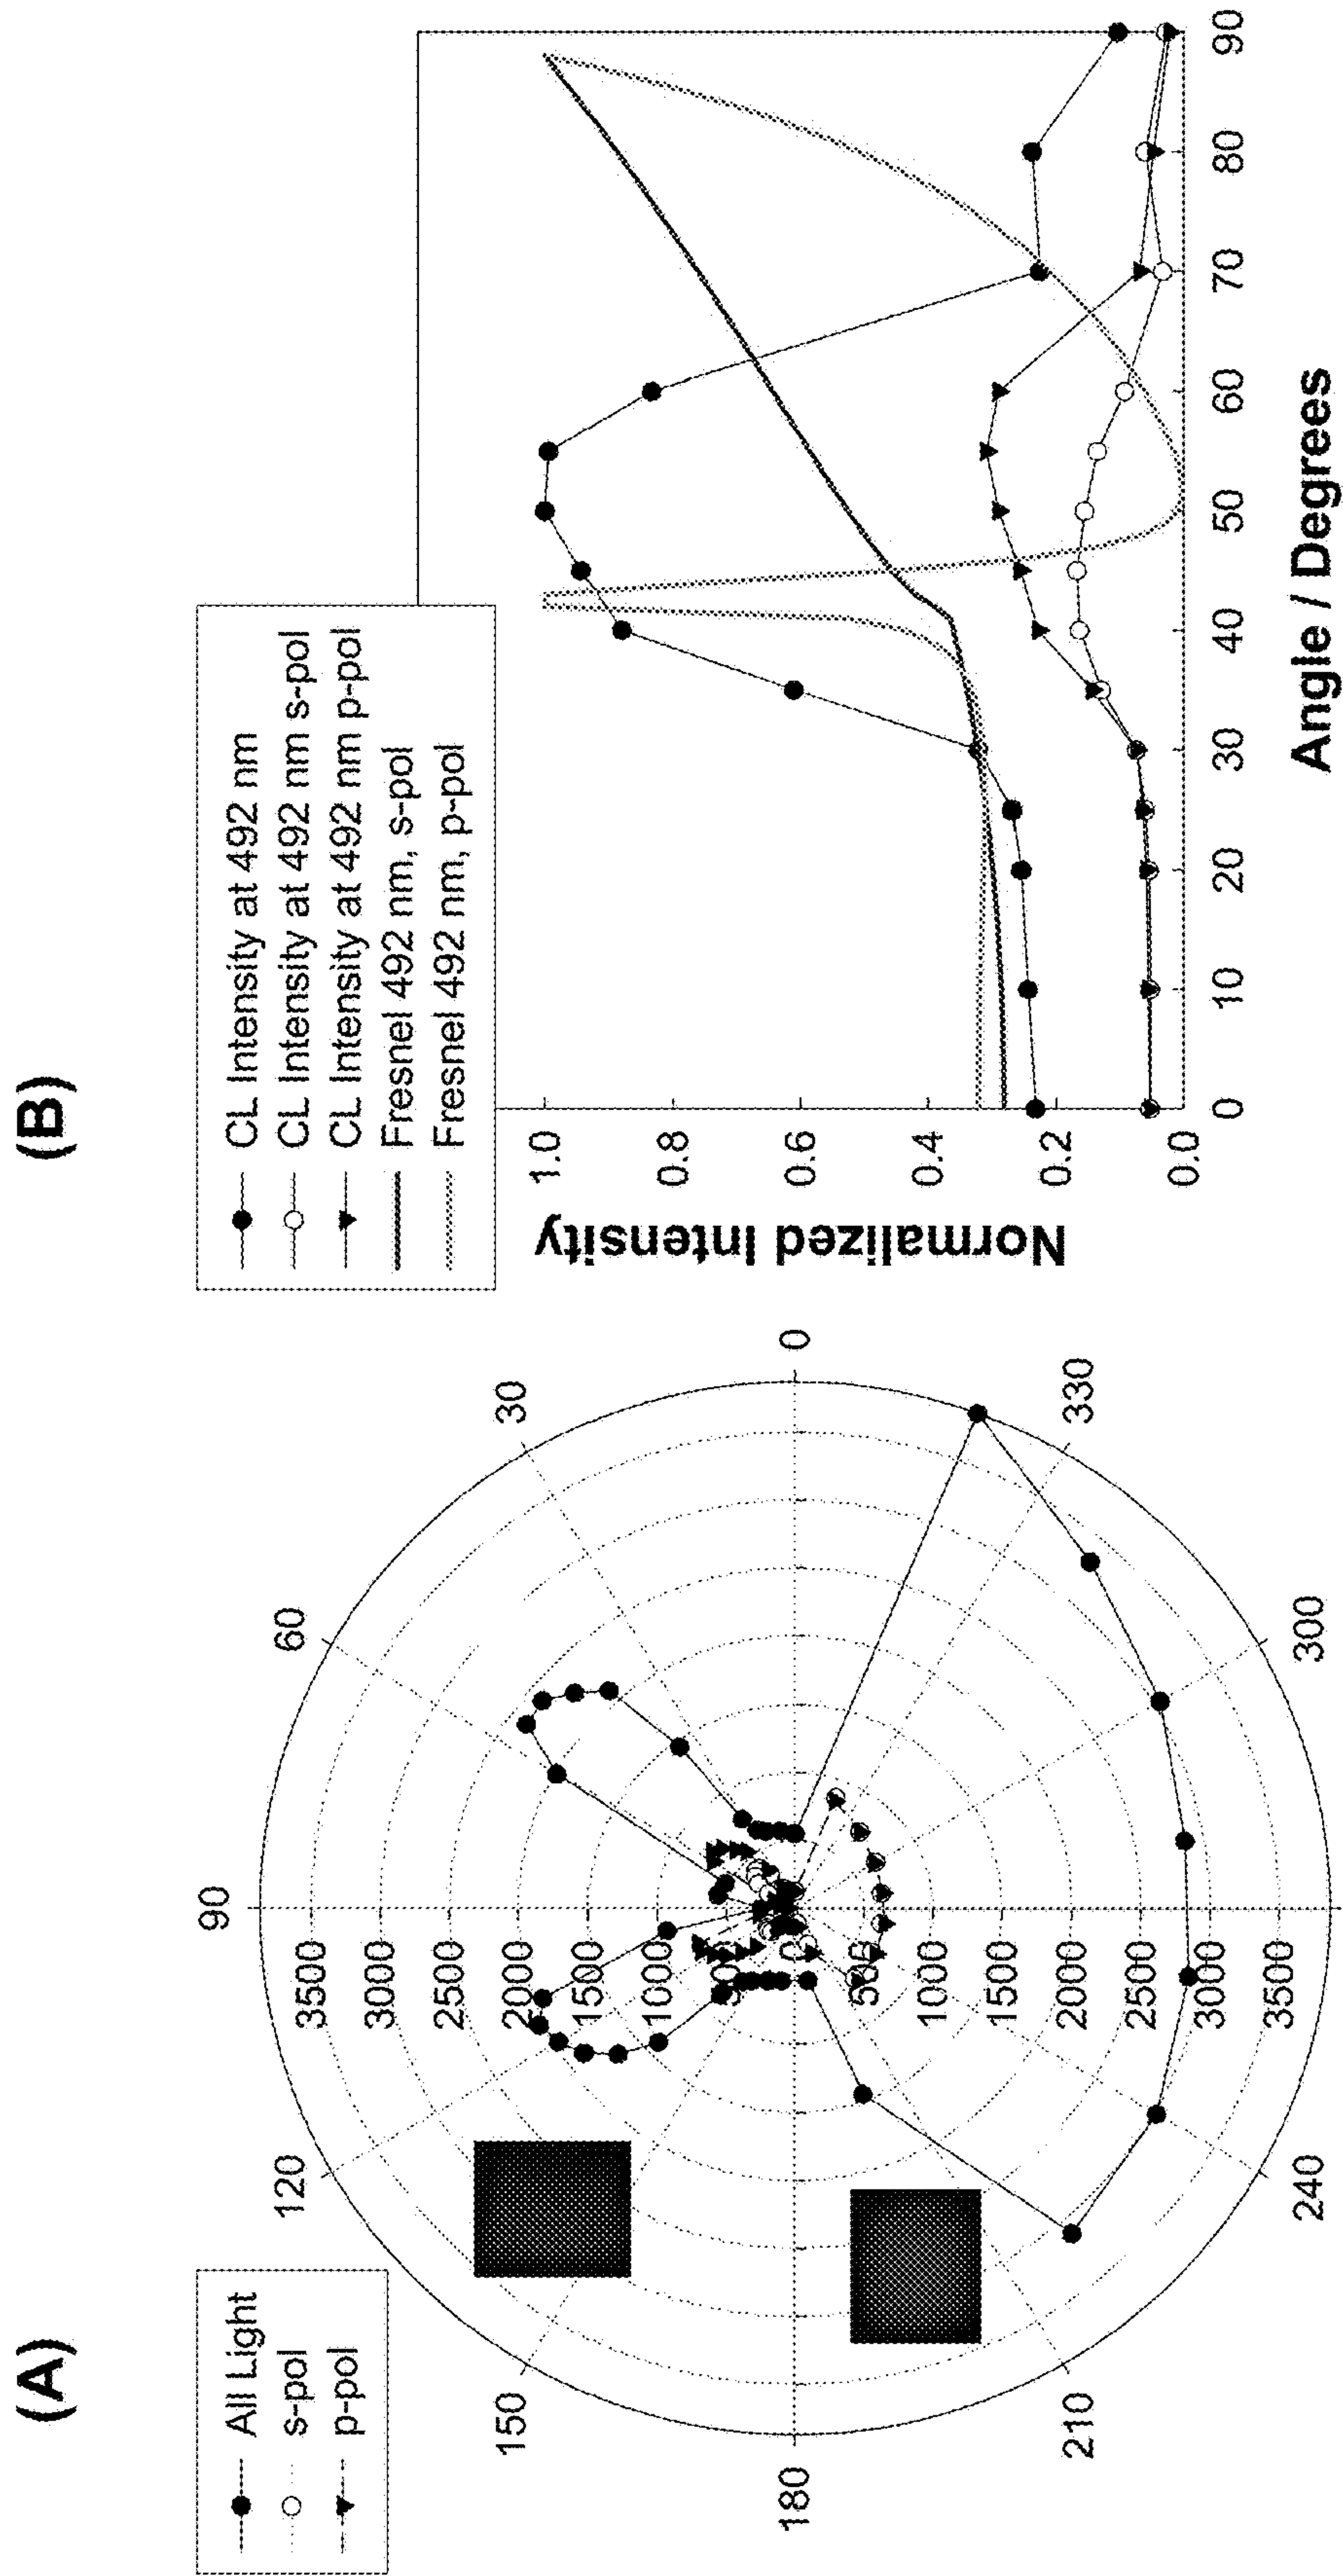 (A)
All Light
s-pol
p-pol
90
60
30
0
330
300
240
210
180
150
120
3500
3000
2500
2000
1500
1000
500
0
500
1000
1500
2000
2500
3000
3500
(B)
CL Intensity at 492 nm
CL Intensity at 492 nm s-pol
CL Intensity at 492 nm p-pol
Fresnel 492 nm, s-pol
Fresnel 492 nm, p-pol
Normalized Intensity
1.0
0.8
0.6
0.4
0.2
0.0
0 10 20 30 40 50 60 70 80 90
Angle / Degrees